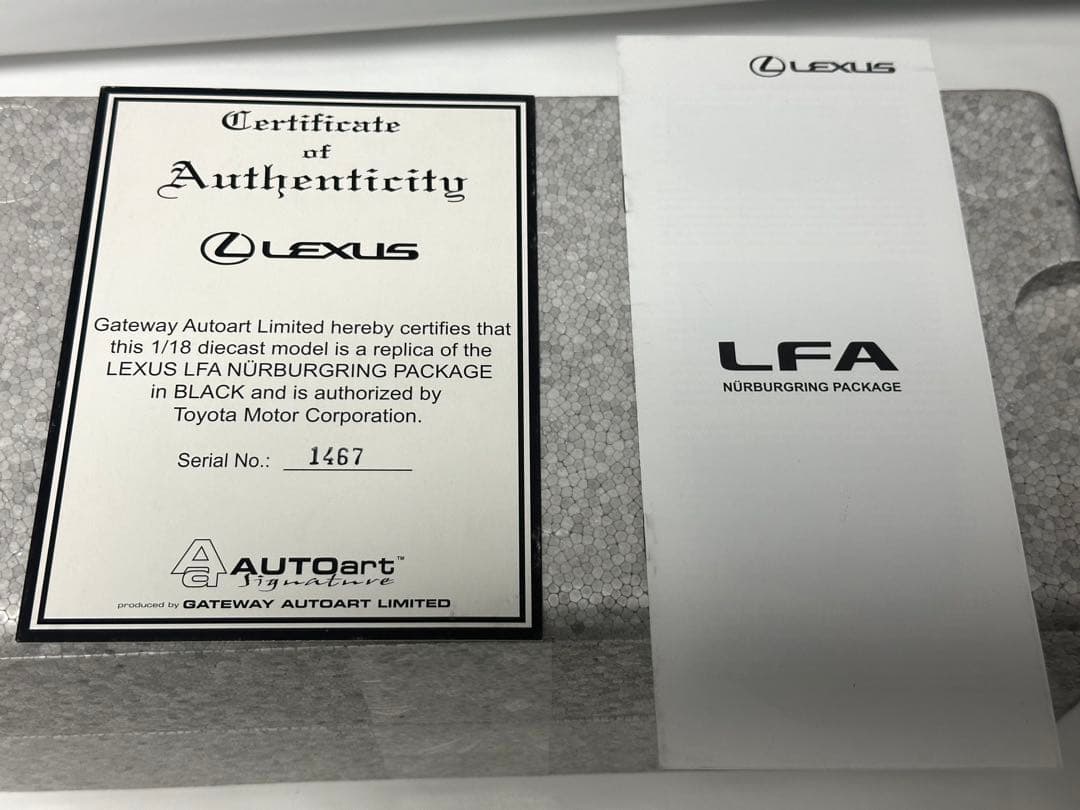 Certificate
of
Authenticity
LEXUS
Gateway Autoart Limited hereby certifies that
this 1/18 diecast model is a replica of the
LEXUS LFA NÜRBURGRING PACKAGE
in BLACK and is authorized by
Toyota Motor Corporation.
Serial No.: 1467
Aa AUTOart™
Signature
produced by GATEWAY AUTOART LIMITED
LEXUS
LFA
NÜRBURGRING PACKAGE